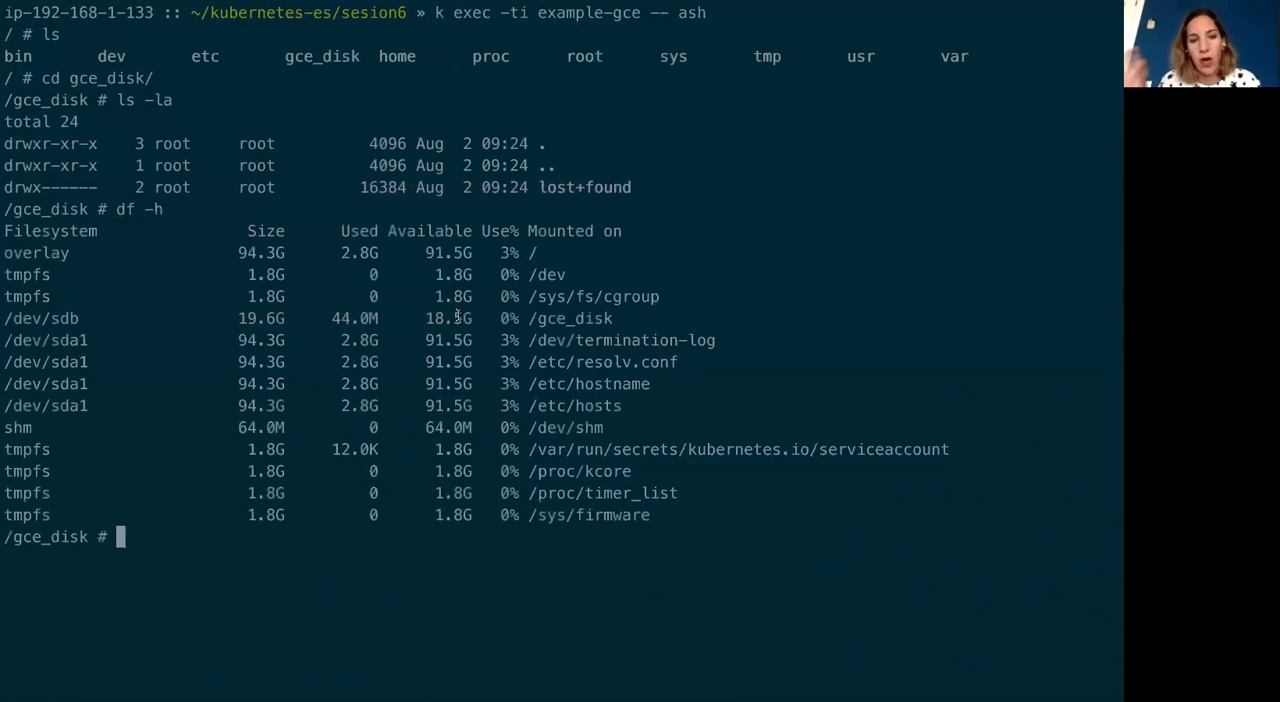 ip-192-168-1-133 :: ~/kubernetes-es/sesion6 » k exec -ti example-gce -- ash
/ # ls
bin dev etc gce_disk home proc root sys tmp usr var
/ # cd gce_disk/
/gce_disk # ls -la
total 24
drwxr-xr-x 3 root root 4096 Aug 2 09:24 .
drwxr-xr-x 1 root root 4096 Aug 2 09:24 ..
drwx------ 2 root root 16384 Aug 2 09:24 lost+found
/gce_disk # df -h
Filesystem Size Used Available Use% Mounted on
overlay 94.3G 2.8G 91.5G 3% /
tmpfs 1.8G 0 1.8G 0% /dev
tmpfs 1.8G 0 1.8G 0% /sys/fs/cgroup
/dev/sdb 19.6G 44.0M 0% /gce_disk
/dev/sda1 94.3G 2.8G 91.5G 3% /dev/termination-log
/dev/sda1 94.3G 2.8G 91.5G 3% /etc/resolv.conf
/dev/sda1 94.3G 2.8G 91.5G 3% /etc/hostname
/dev/sda1 94.3G 2.8G 91.5G 3% /etc/hosts
shm 64.0M 0 64.0M 0% /dev/shm
tmpfs 1.8G 12.0K 1.8G 0% /var/run/secrets/kubernetes.io/serviceaccount
tmpfs 1.8G 0 1.8G 0% /proc/kcore
tmpfs 1.8G 0 1.8G 0% /proc/timer_list
tmpfs 1.8G 0 1.8G 0% /sys/firmware
/gce_disk #